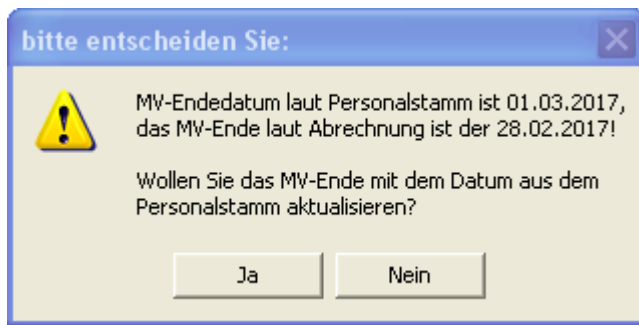 bitte entscheiden Sie:
MV-Endedatum laut Personalstamm ist 01.03.2017,
das MV-Ende laut Abrechnung ist der 28.02.2017!
Wollen Sie das MV-Ende mit dem Datum aus dem
Personalstamm aktualisieren?
Ja
Nein